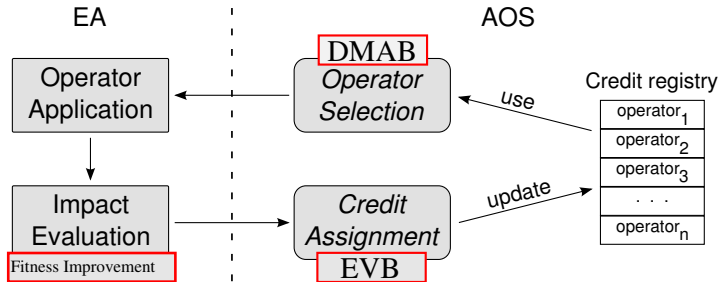 EA
AOS
DMAB
Operator
Application
Operator
Selection
use
Credit registry
operator1
operator2
operator3
. . .
operatorn
Impact
Evaluation
Fitness Improvement
Credit
Assignment
EVB
update